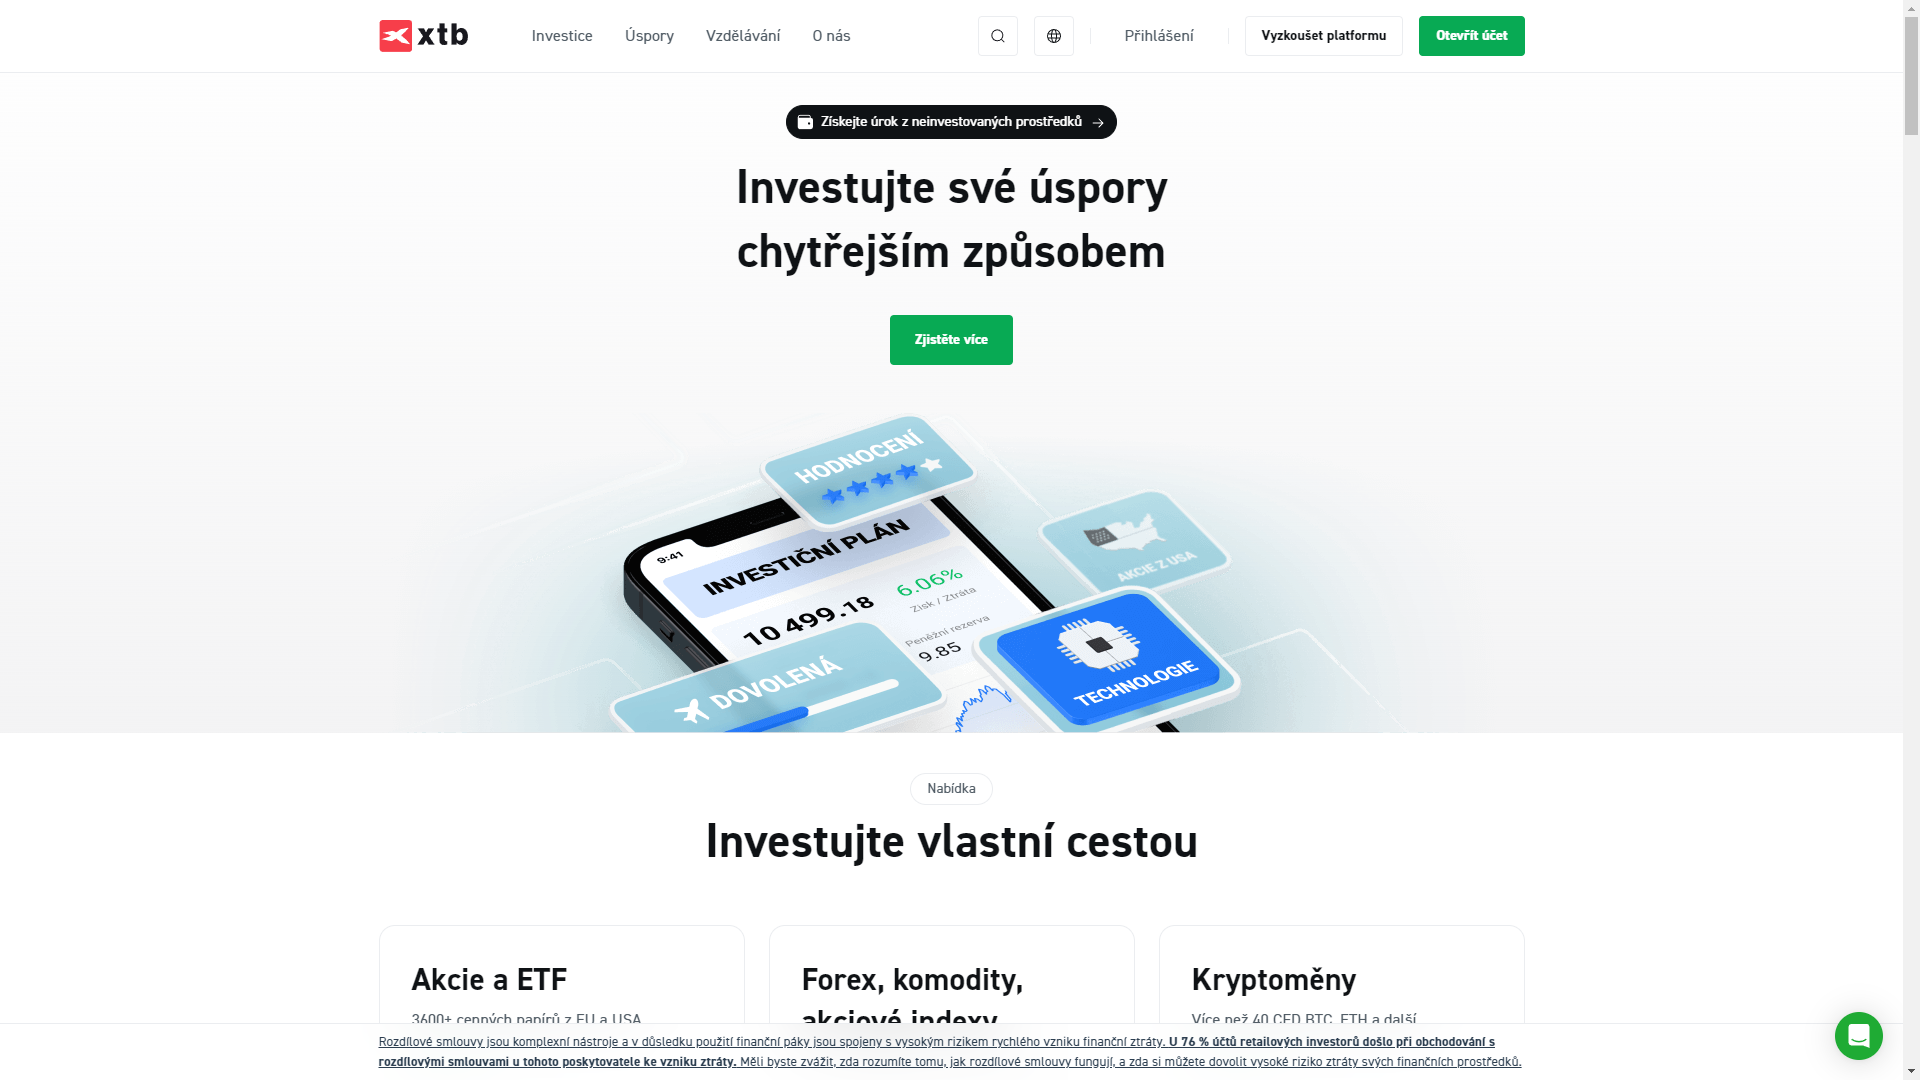 xtb
Investice
Úspory
Vzdělávání
O nás
Přihlášení
Vyzkoušet platformu
Otevřít účet
Získejte úrok z neinvestovaných prostředků →
Investujte své úspory
chytřejším způsobem
Zjistěte více
HODNOCENÍ
9:41
INVESTIČNÍ PLÁN
6.06%
Zisk / Ztráta
10 499.18
Peněžní rezerva
9.85
AKCIE Z USA
TECHNOLOGIE
DOVOLENÁ
Nabídka
Investujte vlastní cestou
Akcie a ETF
3600+ cenných papírů z EU a USA
Forex, komodity,
akciové indexy
Kryptoměny
Více než 40 CFD BTC, ETH a další
Rozdílové smlouvy jsou komplexní nástroje a v důsledku použití finanční páky jsou spojeny s vysokým rizikem rychlého vzniku finanční ztráty. U 76 % účtů retailových investorů došlo při obchodování s
rozdílovými smlouvami u tohoto poskytovatele ke vzniku ztráty. Měli byste zvážit, zda rozumíte tomu, jak rozdílové smlouvy fungují, a zda si můžete dovolit vysoké riziko ztráty svých finančních prostředků.